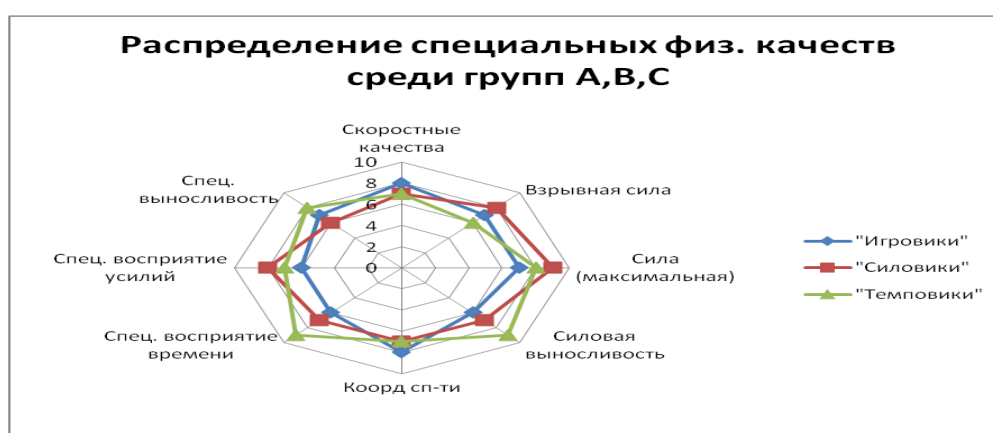 Распределение специальных физ. качеств
среди групп А,В,С
Скоростные
качества
Взрывная сила
Сила
(максимальная)
Силовая
выносливость
Коорд сп-ти
Спец. восприятие
времени
Спец. восприятие
усилий
Спец.
выносливость
10
8
6
4
2
0
"Игровики"
"Силовики"
"Темповики"